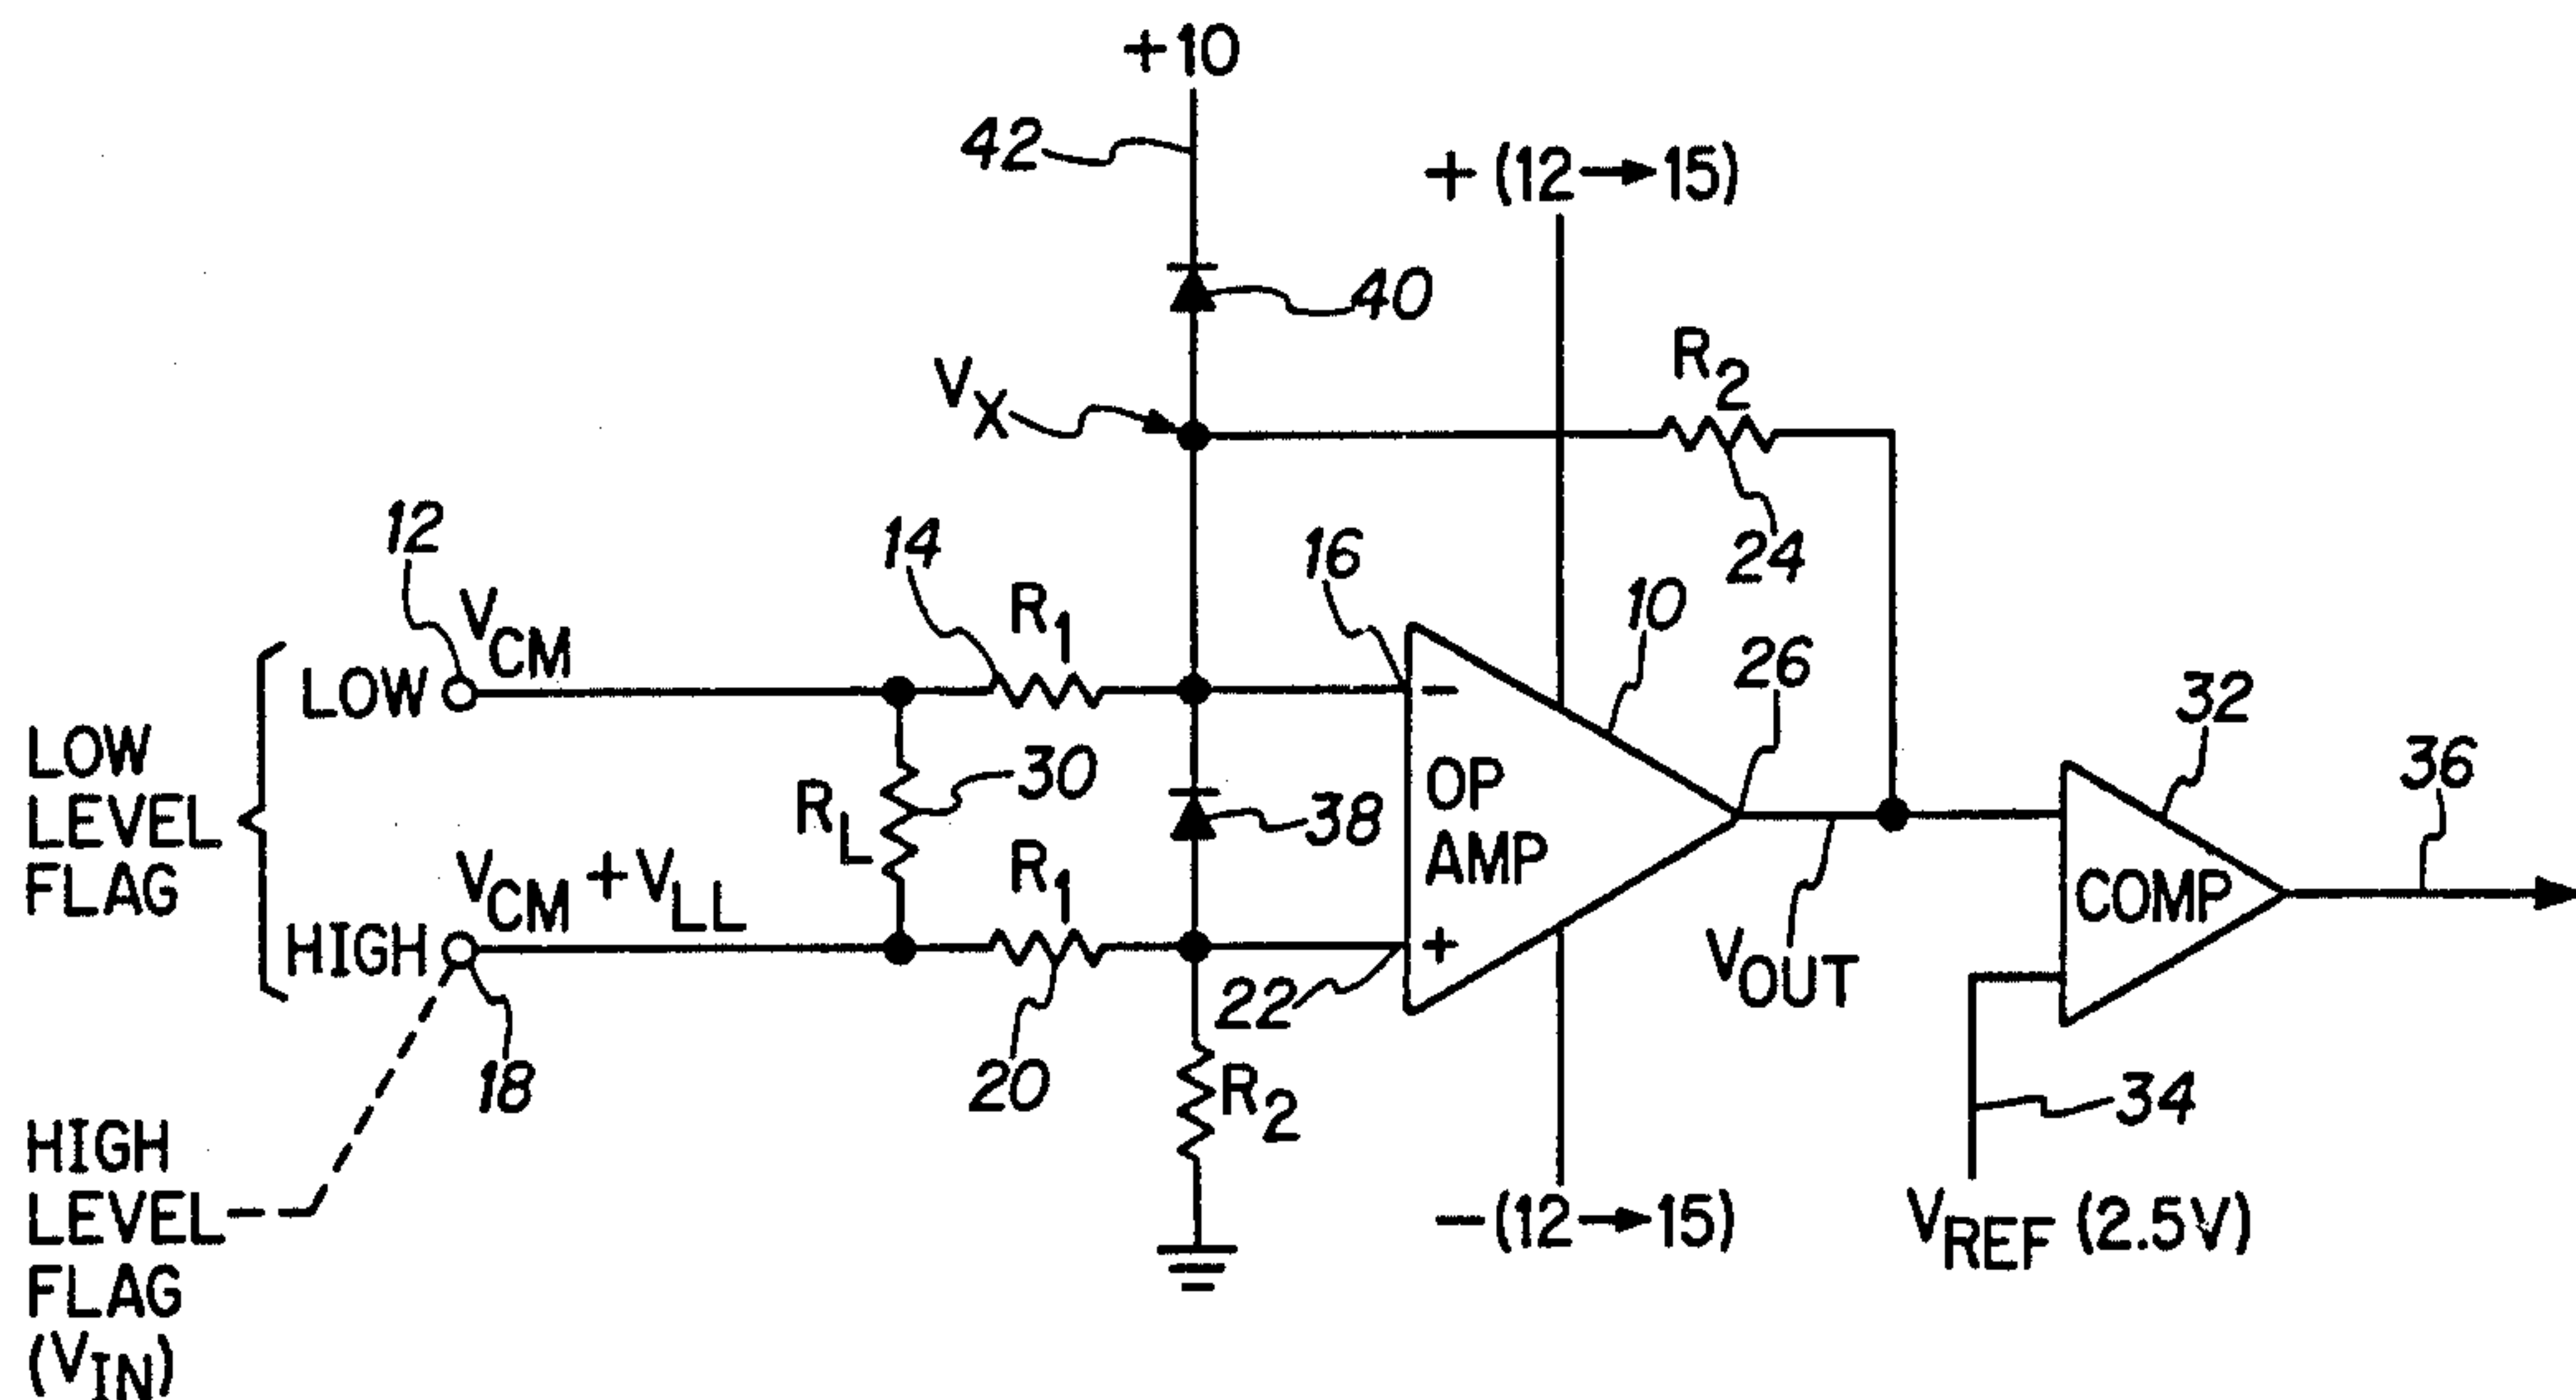 +10
42
+ (12→15)
40
V_X
R_2
24
12
V_CM
14
R_1
16
10
26
LOW
LOW
LEVEL
FLAG
R_L
30
38
−
OP
AMP
+
32
36
COMP
V_CM + V_LL
R_1
HIGH
18
20
22
R_2
V_OUT
34
V_REF (2.5V)
−(12→15)
HIGH
LEVEL
FLAG
(V_IN)